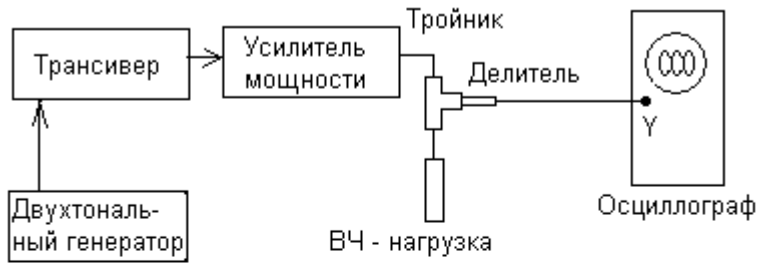 Трансивер
Усилитель
мощности
Тройник
Делитель
Y
Осциллограф
Двухтональ-
ный генератор
ВЧ - нагрузка